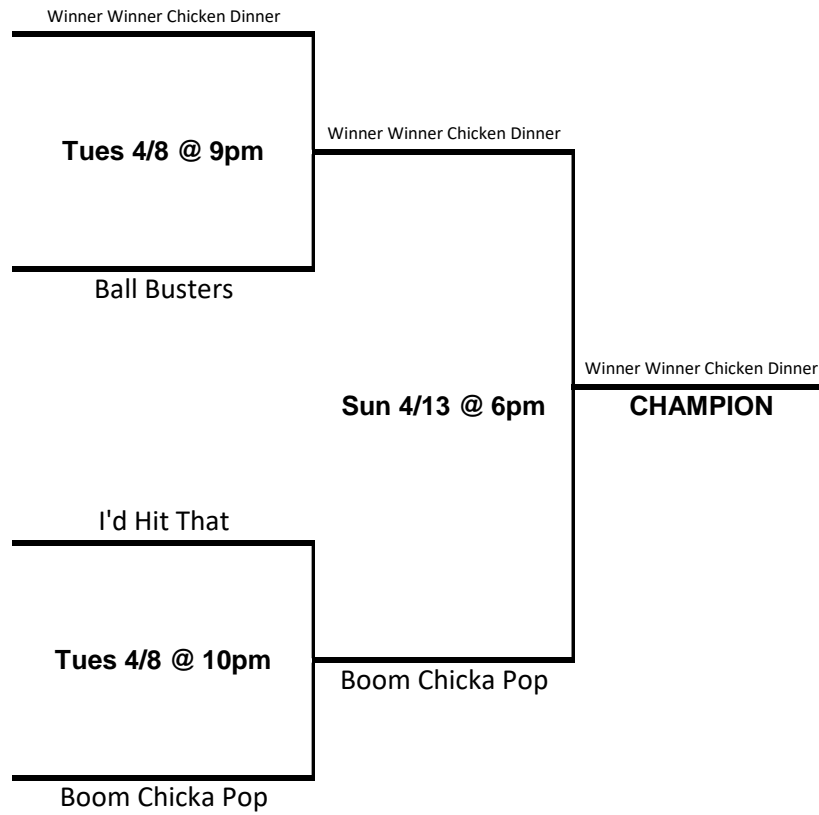 Winner Winner Chicken Dinner
Tues 4/8 @ 9pm
Winner Winner Chicken Dinner
Ball Busters
Winner Winner Chicken Dinner
Sun 4/13 @ 6pm
CHAMPION
I'd Hit That
Tues 4/8 @ 10pm
Boom Chicka Pop
Boom Chicka Pop